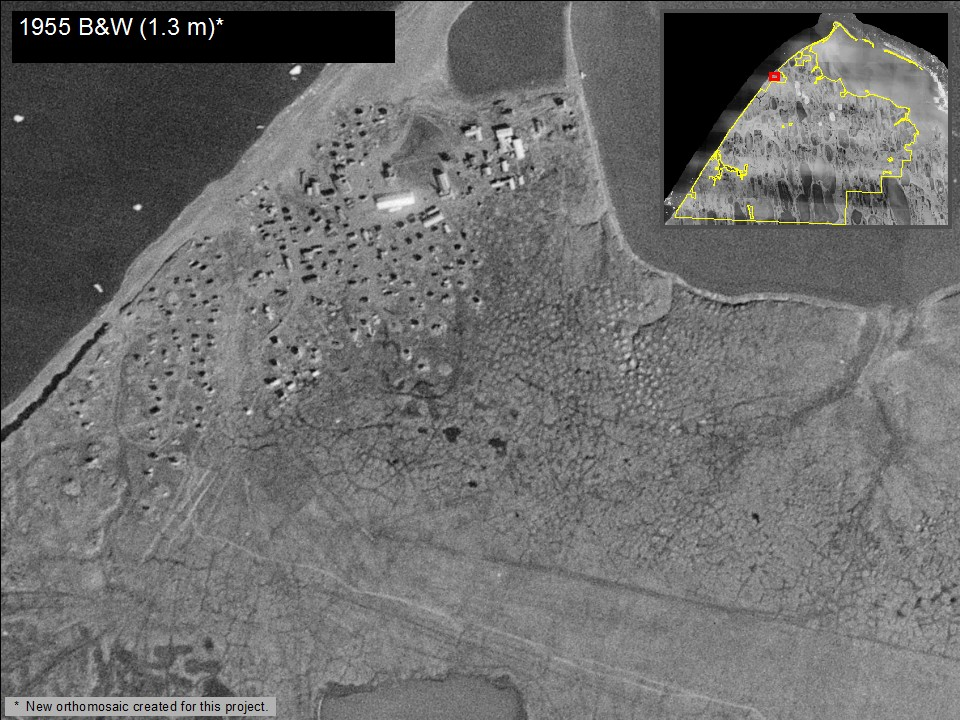 1955 B&W (1.3 m)*
* New orthomosaic created for this project.